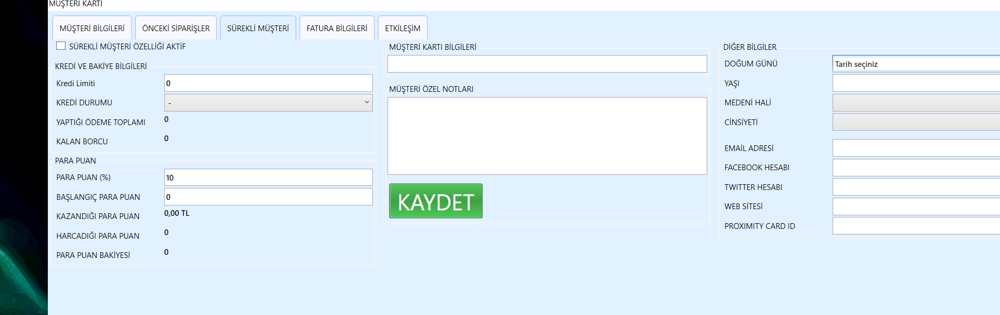 MÜŞTERİ KARTI
MÜŞTERİ BİLGİLERİ
ÖNCEKİ SİPARİŞLER
SÜREKLİ MÜŞTERİ
FATURA BİLGİLERİ
ETKİLEŞİM
SÜREKLİ MÜŞTERİ ÖZELLİĞİ AKTİF
KREDİ VE BAKİYE BİLGİLERİ
Kredi Limiti
0
KREDİ DURUMU
-
YAPTIĞI ÖDEME TOPLAMI
0
KALAN BORCU
0
PARA PUAN
PARA PUAN (%)
10
BAŞLANGIÇ PARA PUAN
0
KAZANDIĞI PARA PUAN
0,00 TL
HARCADIĞI PARA PUAN
0
PARA PUAN BAKİYESİ
0
MÜŞTERİ KARTI BİLGİLERİ
MÜŞTERİ ÖZEL NOTLARI
KAYDET
DİĞER BİLGİLER
DOĞUM GÜNÜ
Tarih seçiniz
YAŞI
MEDENİ HALİ
CİNSİYETİ
EMAİL ADRESİ
FACEBOOK HESABI
TWITTER HESABI
WEB SİTESİ
PROXIMITY CARD ID